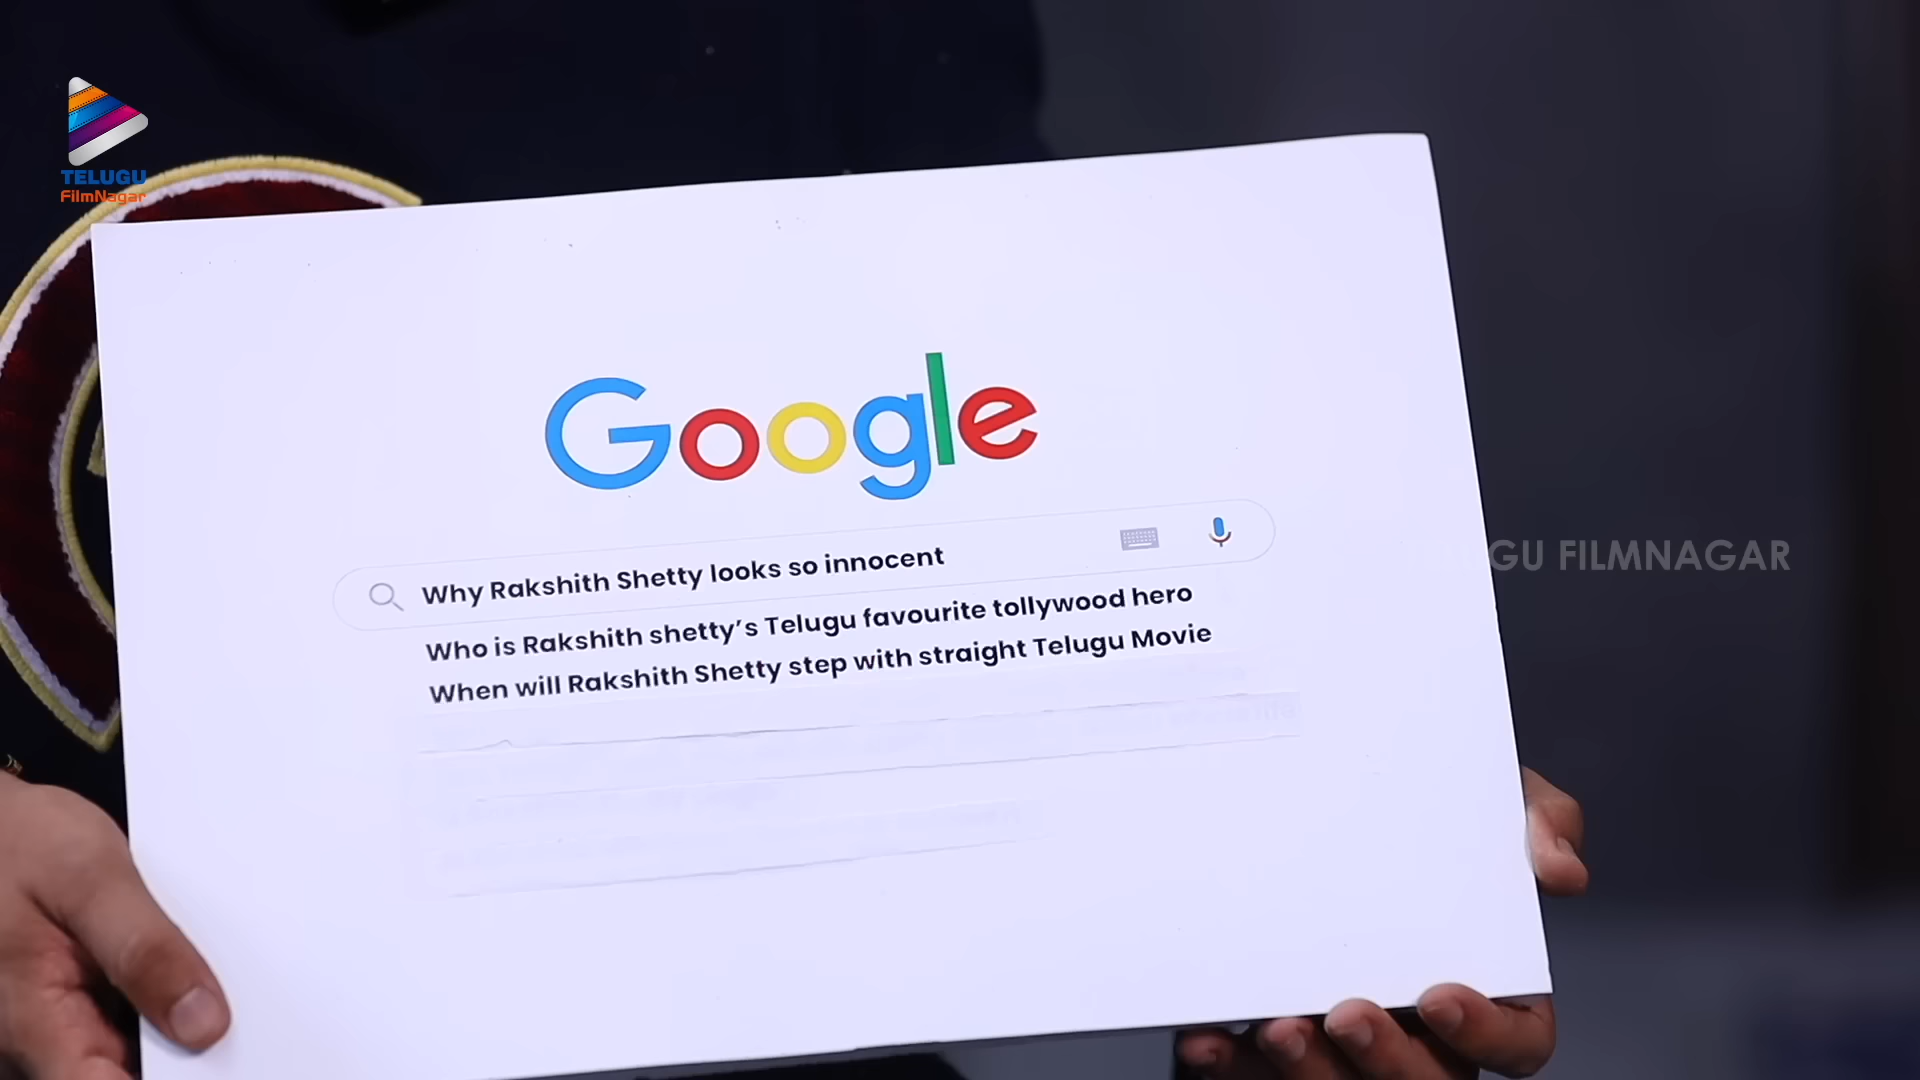 TELUGU
FilmNagar
Google
Why Rakshith Shetty looks so innocent
Who is Rakshith shetty's Telugu favourite tollywood hero
When will Rakshith Shetty step with straight Telugu Movie
GU FILMNAGAR